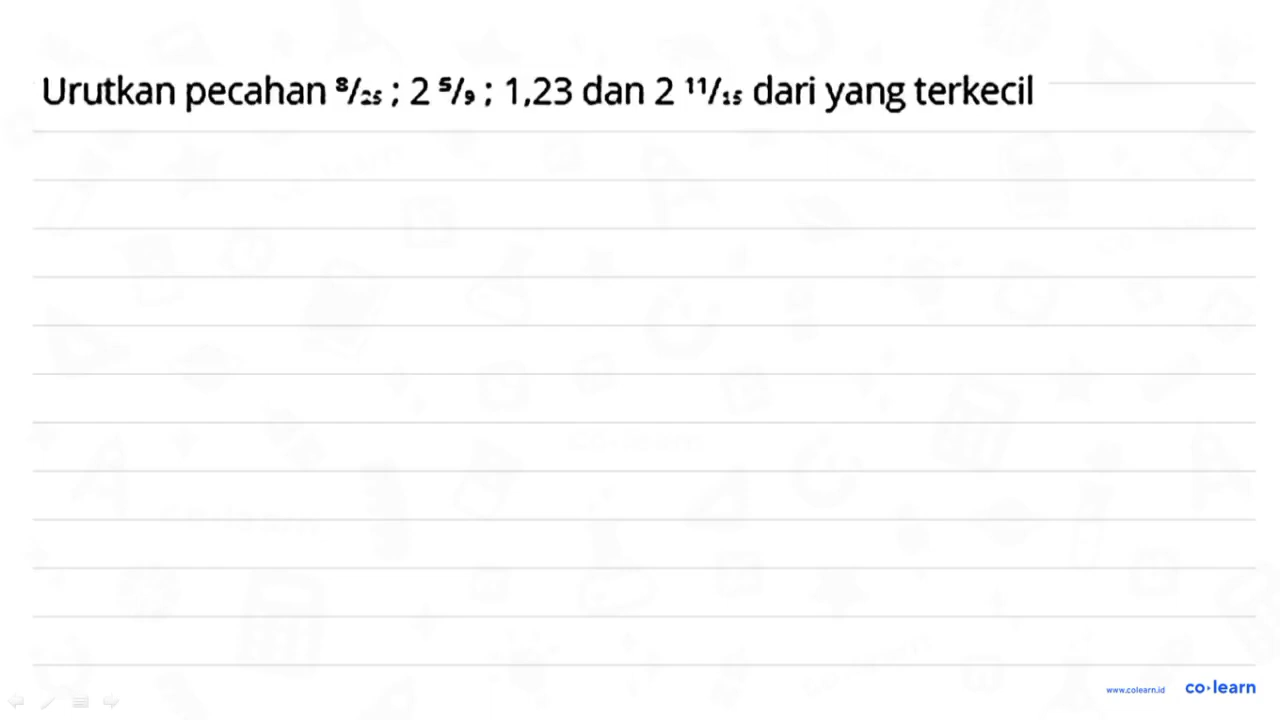 Urutkan pecahan ⁸/₂₅ ; 2 ⁵/₉ ; 1,23 dan 2 ¹¹/₁₅ dari yang terkecil
www.colearn.id co·learn